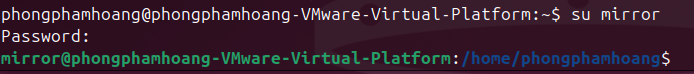 phongphamhoang@phongphamhoang-VMware-Virtual-Platform:~$ su mirror
Password:
mirror@phongphamhoang-VMware-Virtual-Platform:/home/phongphamhoang$